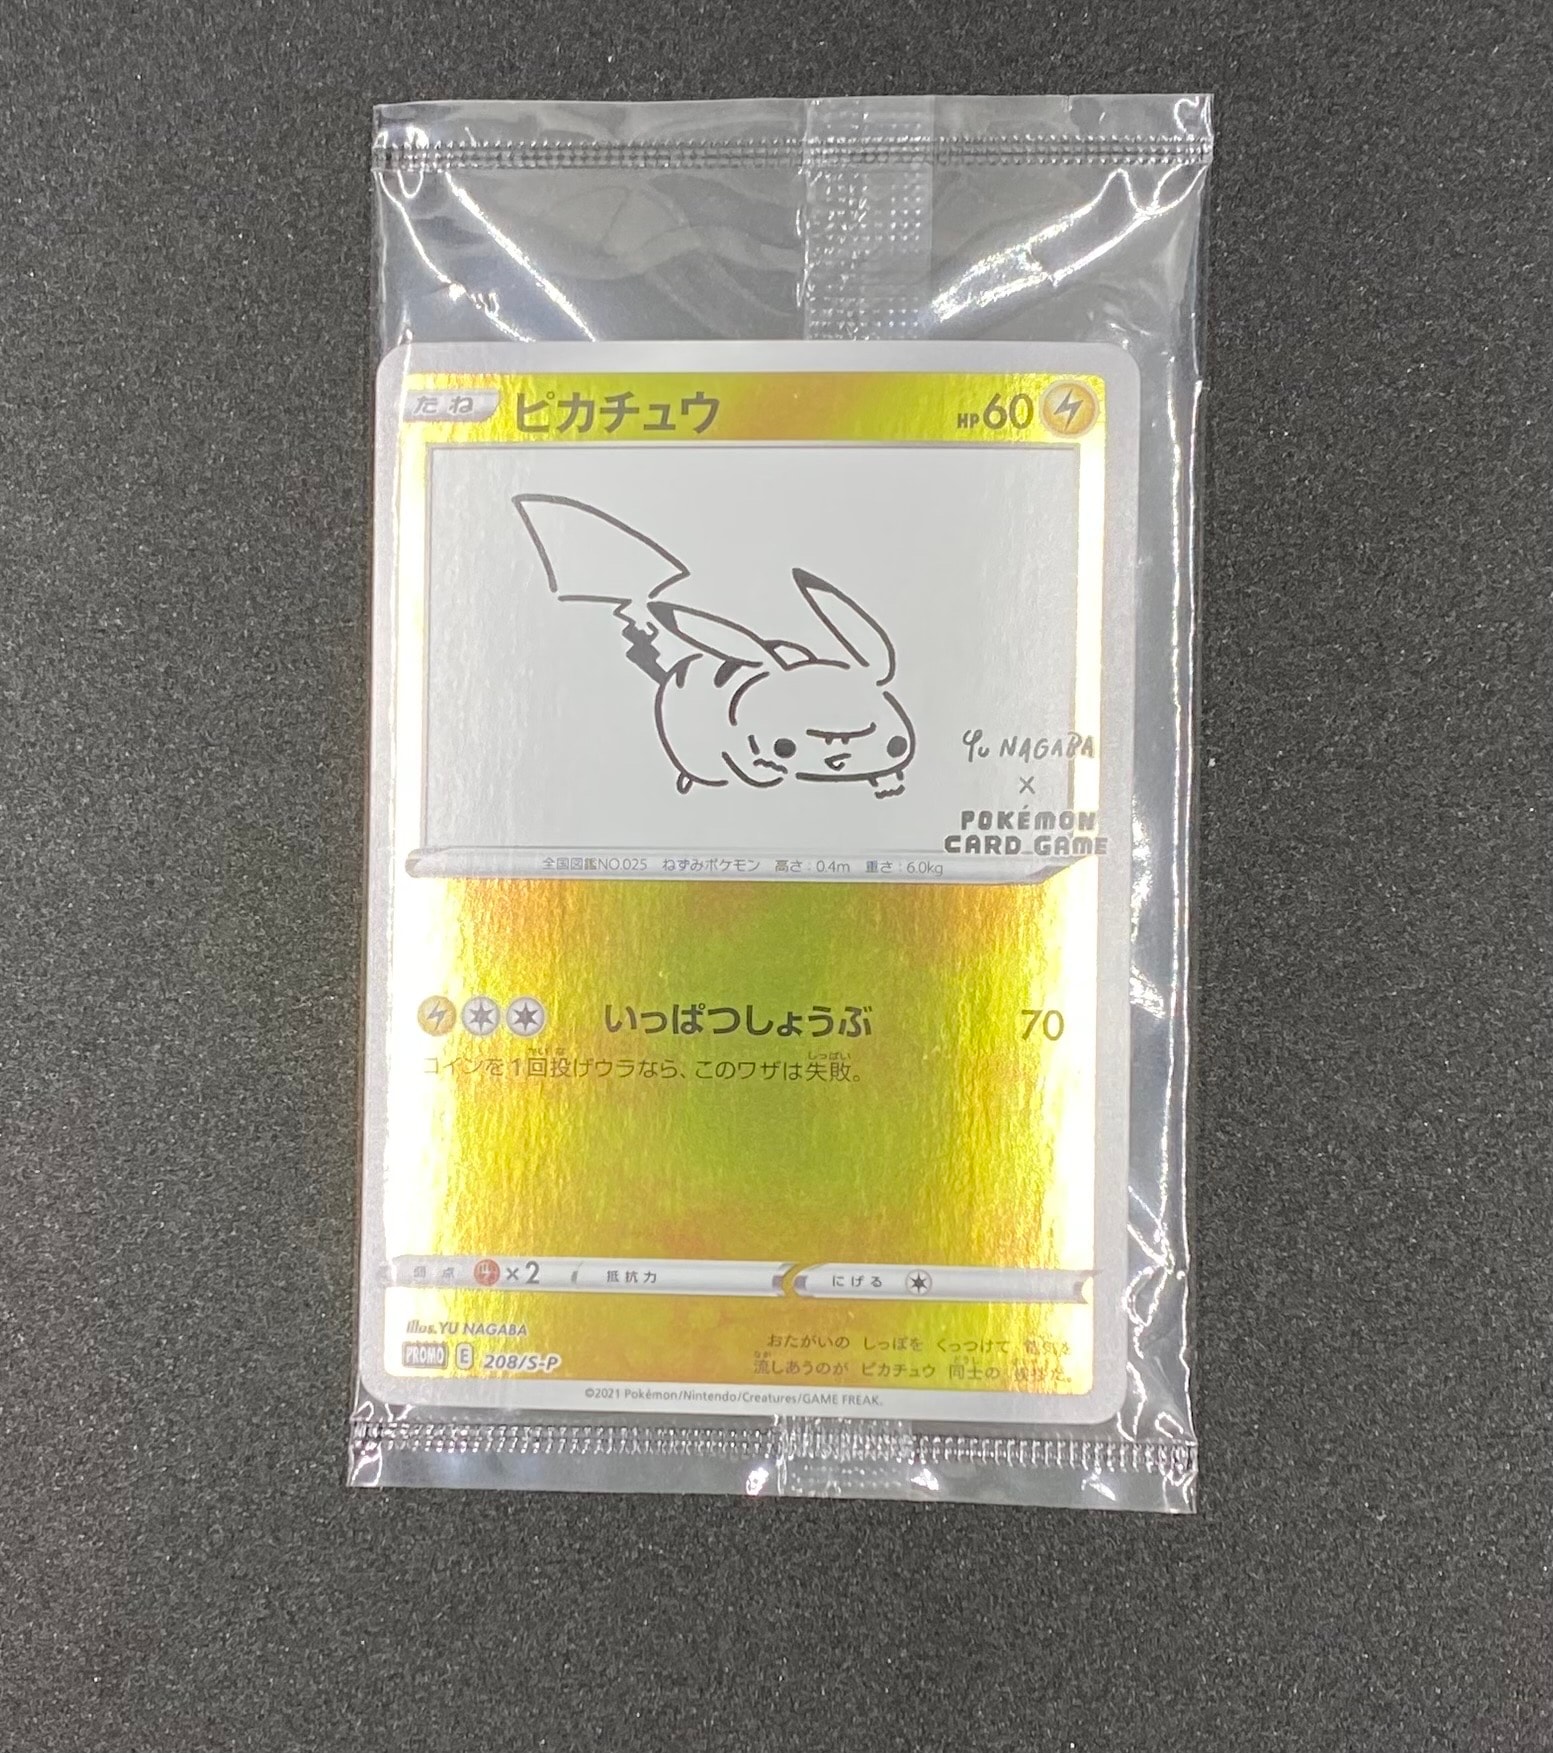 たね ピカチュウ HP60
Yu NAGABA
×
POKÉMON
CARD GAME
全国図鑑NO.025 ねずみポケモン 高さ：0.4m 重さ：6.0kg
いっぱつしょうぶ 70
コインを1回投げウラなら、このワザは失敗。
弱点 ×2 抵抗力 にげる
Illus.YU NAGABA
PROMO E 208/S-P
おたがいの しっぽを くっつけて 電気を
流しあうのが ピカチュウ 同士の 挨拶だ。
©2021 Pokémon/Nintendo/Creatures/GAME FREAK.